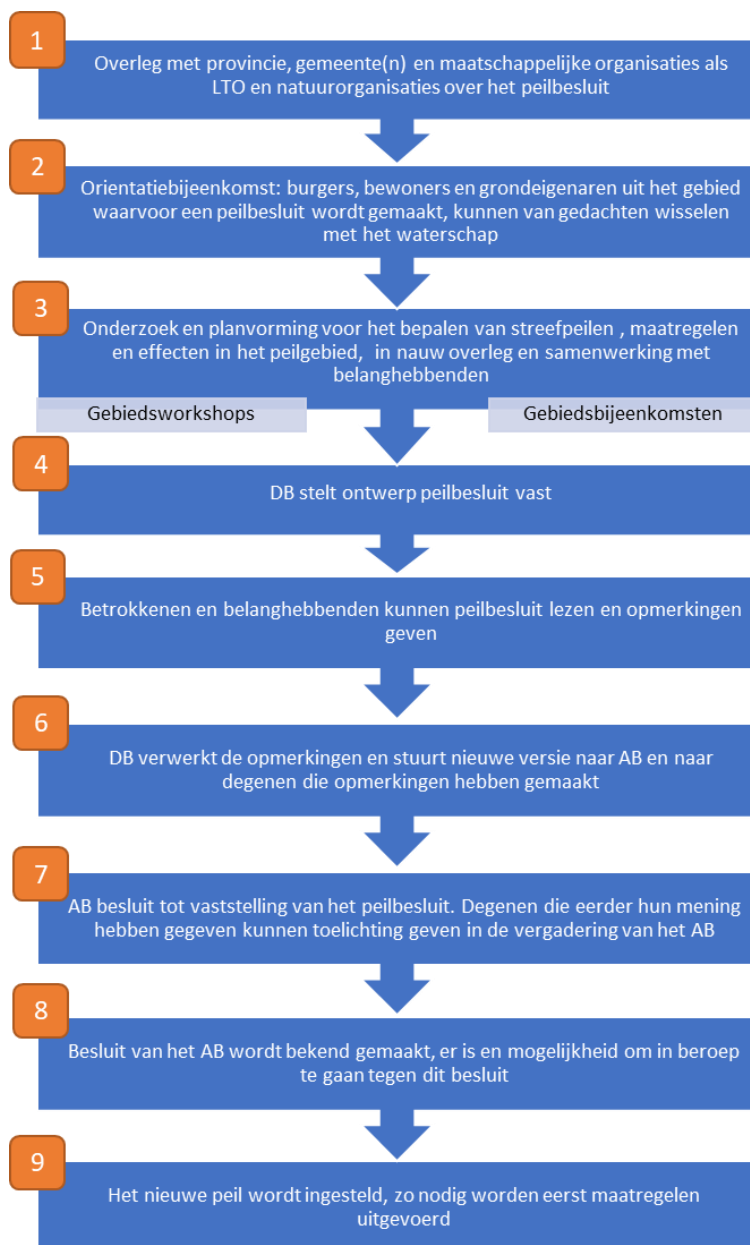 1
Overleg met provincie, gemeente(n) en maatschappelijke organisaties als
LTO en natuurorganisaties over het peilbesluit
2
Orientatiebijeenkomst: burgers, bewoners en grondeigenaren uit het gebied
waarvoor een peilbesluit wordt gemaakt, kunnen van gedachten wisselen
met het waterschap
3
Onderzoek en planvorming voor het bepalen van streefpeilen , maatregelen
en effecten in het peilgebied, in nauw overleg en samenwerking met
belanghebbenden
Gebiedsworkshops
Gebiedsbijeenkomsten
4
DB stelt ontwerp peilbesluit vast
5
Betrokkenen en belanghebbenden kunnen peilbesluit lezen en opmerkingen
geven
6
DB verwerkt de opmerkingen en stuurt nieuwe versie naar AB en naar
degenen die opmerkingen hebben gemaakt
7
AB besluit tot vaststelling van het peilbesluit. Degenen die eerder hun mening
hebben gegeven kunnen toelichting geven in de vergadering van het AB
8
Besluit van het AB wordt bekend gemaakt, er is en mogelijkheid om in beroep
te gaan tegen dit besluit
9
Het nieuwe peil wordt ingesteld, zo nodig worden eerst maatregelen
uitgevoerd